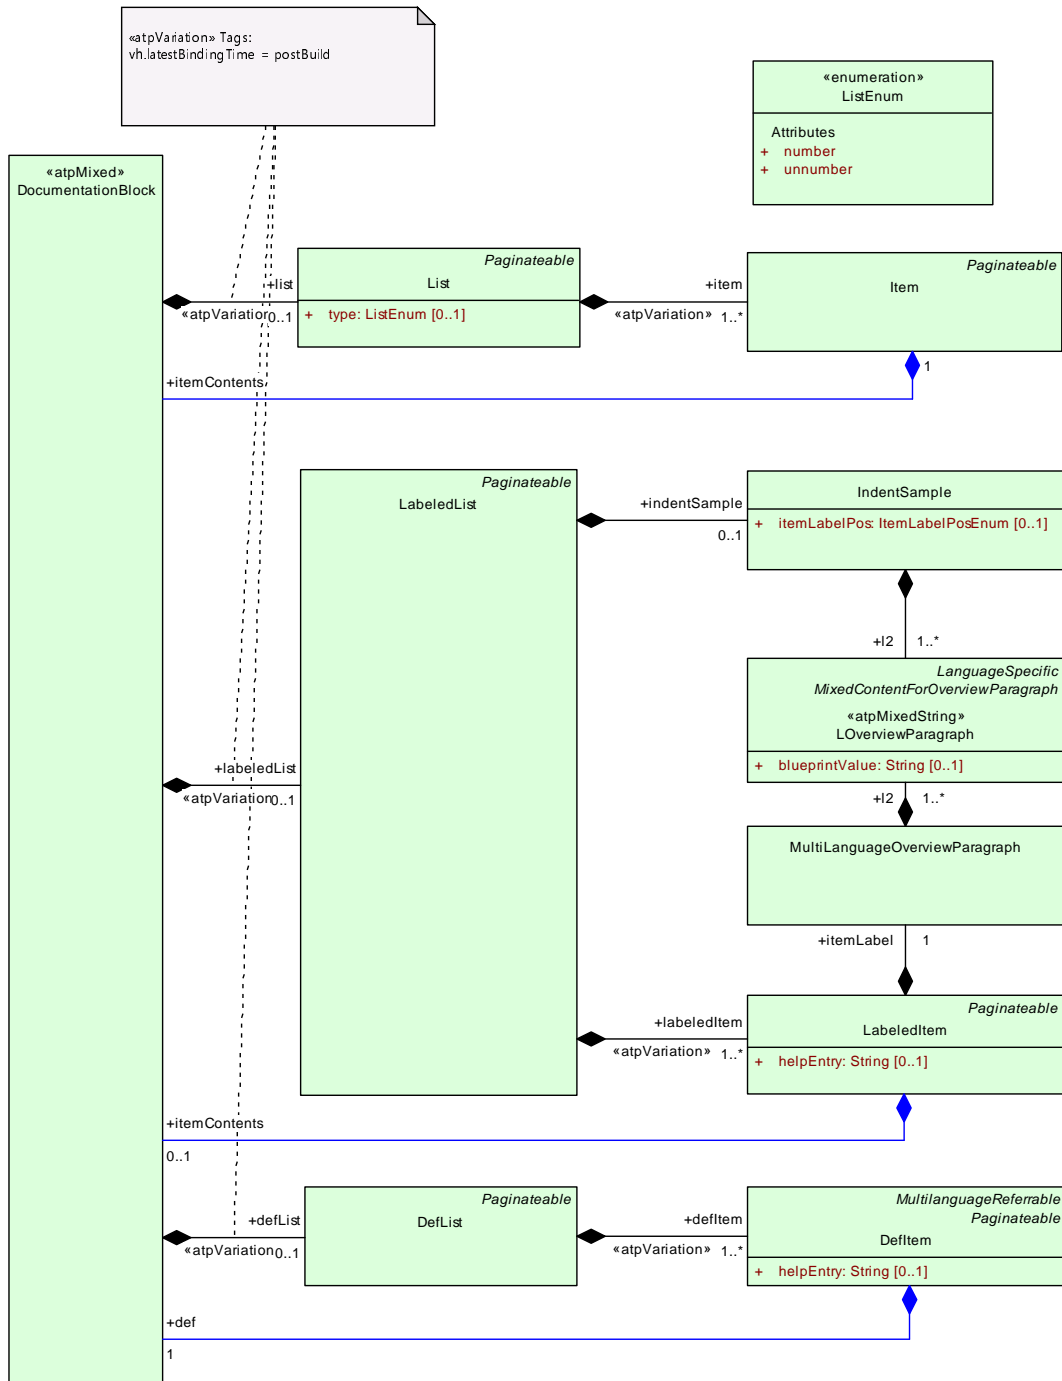 «atpVariation» Tags:
vh.latestBindingTime = postBuild
«enumeration»
ListEnum
Attributes
+ number
+ unnumber
«atpMixed»
DocumentationBlock
+list
«atpVariation»
0..1
Paginateable
List
+ type: ListEnum [0..1]
+item
«atpVariation» 1..*
Paginateable
Item
+itemContents
1
Paginateable
LabeledList
+indentSample
0..1
IndentSample
+ itemLabelPos: ItemLabelPosEnum [0..1]
+l2 1..*
LanguageSpecific
MixedContentForOverviewParagraph
«atpMixedString»
LOverviewParagraph
+ blueprintValue: String [0..1]
+labeledList
«atpVariation»
0..1
+l2 1..*
MultiLanguageOverviewParagraph
+itemLabel 1
+labeledItem
«atpVariation» 1..*
Paginateable
LabeledItem
+ helpEntry: String [0..1]
+itemContents
0..1
+defList
«atpVariation»
0..1
Paginateable
DefList
+defItem
«atpVariation» 1..*
MultilanguageReferrable
Paginateable
DefItem
+ helpEntry: String [0..1]
+def
1